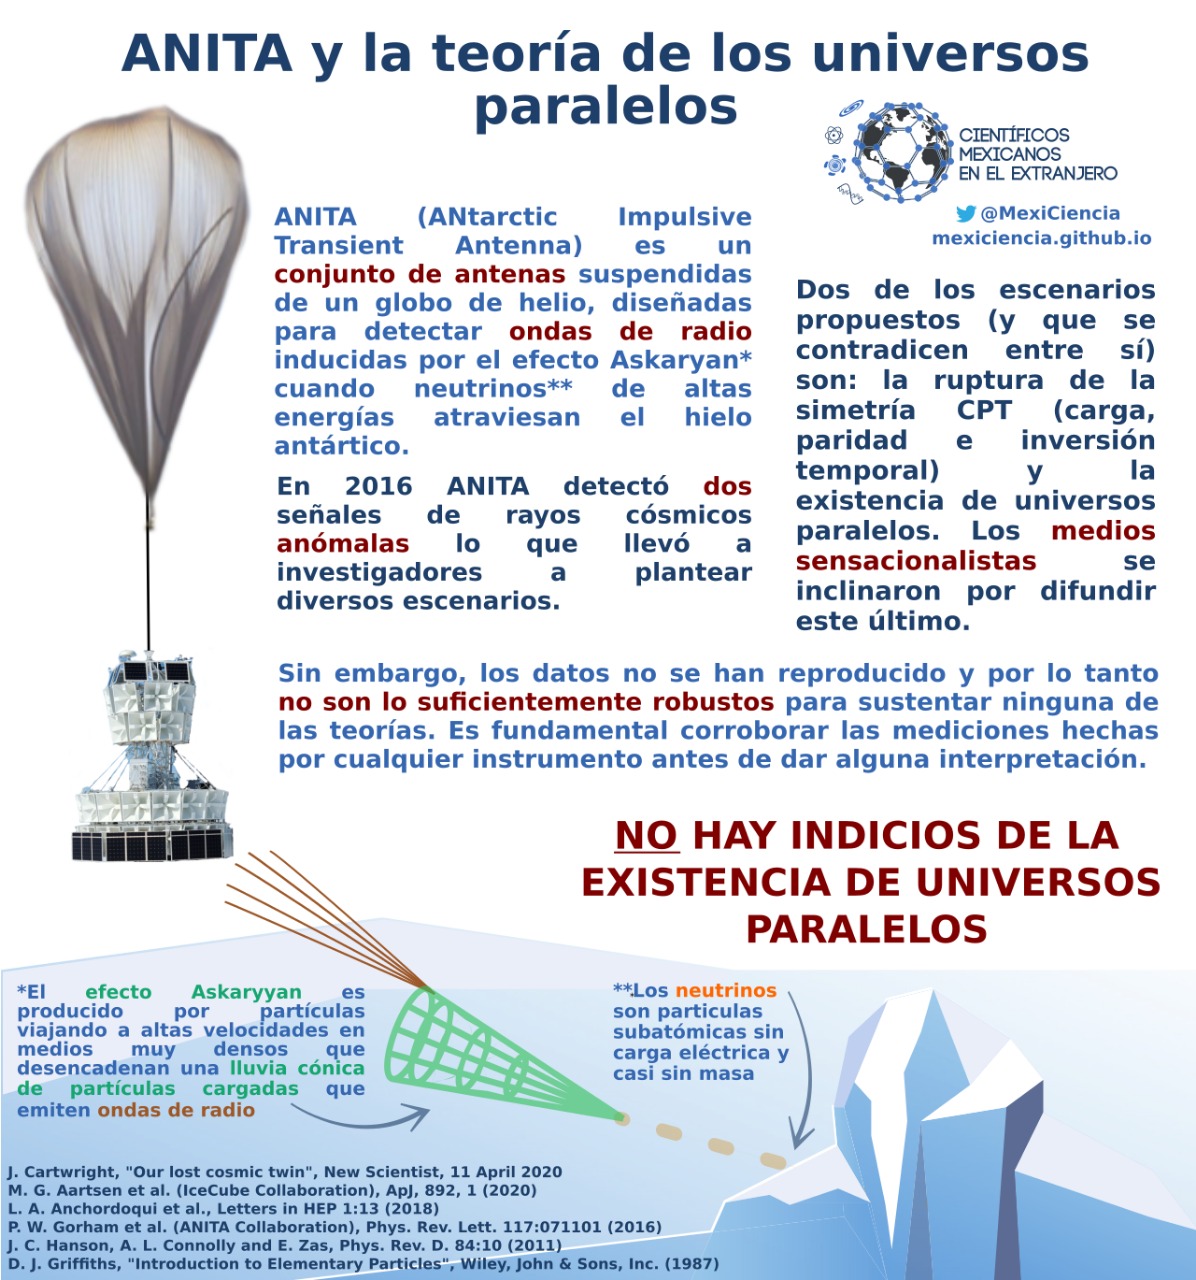 ANITA y la teoría de los universos
paralelos
CIENTÍFICOS
MEXICANOS
EN EL EXTRANJERO
@MexiCiencia
mexiciencia.github.io
ANITA (ANtarctic Impulsive
Transient Antenna) es un
conjunto de antenas suspendidas
de un globo de helio, diseñadas
para detectar ondas de radio
inducidas por el efecto Askaryan*
cuando neutrinos** de altas
energías atraviesan el hielo
antártico.
En 2016 ANITA detectó dos
señales de rayos cósmicos
anómalas lo que llevó a
investigadores a plantear
diversos escenarios.
Dos de los escenarios
propuestos (y que se
contradicen entre sí)
son: la ruptura de la
simetría CPT (carga,
paridad e inversión
temporal) y la
existencia de universos
paralelos. Los medios
sensacionalistas se
inclinaron por difundir
este último.
Sin embargo, los datos no se han reproducido y por lo tanto
no son lo suficientemente robustos para sustentar ninguna de
las teorías. Es fundamental corroborar las mediciones hechas
por cualquier instrumento antes de dar alguna interpretación.
NO HAY INDICIOS DE LA
EXISTENCIA DE UNIVERSOS
PARALELOS
*El efecto Askaryyan es
producido por partículas
viajando a altas velocidades en
medios muy densos que
desencadenan una lluvia cónica
de partículas cargadas que
emiten ondas de radio
**Los neutrinos
son particulas
subatómicas sin
carga eléctrica y
casi sin masa
J. Cartwright, "Our lost cosmic twin", New Scientist, 11 April 2020
M. G. Aartsen et al. (IceCube Collaboration), ApJ, 892, 1 (2020)
L. A. Anchordoqui et al., Letters in HEP 1:13 (2018)
P. W. Gorham et al. (ANITA Collaboration), Phys. Rev. Lett. 117:071101 (2016)
J. C. Hanson, A. L. Connolly and E. Zas, Phys. Rev. D. 84:10 (2011)
D. J. Griffiths, "Introduction to Elementary Particles", Wiley, John & Sons, Inc. (1987)